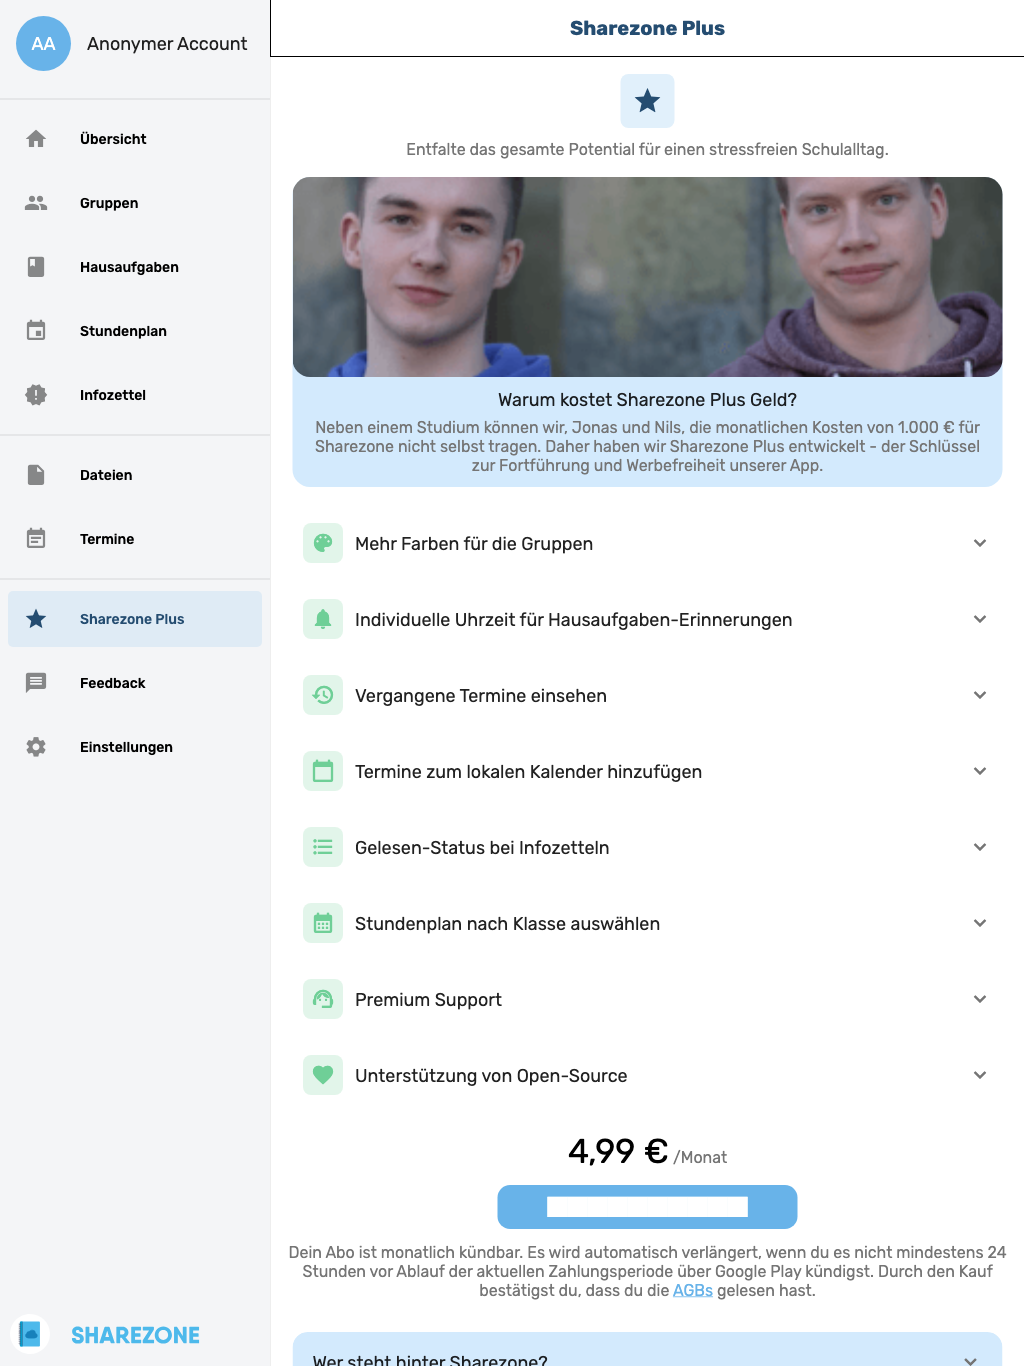 AA
Anonymer Account
Übersicht
Gruppen
Hausaufgaben
Stundenplan
Infozettel
Dateien
Termine
Sharezone Plus
Feedback
Einstellungen
SHAREZONE
Sharezone Plus
Entfalte das gesamte Potential für einen stressfreien Schulalltag.
Warum kostet Sharezone Plus Geld?
Neben einem Studium können wir, Jonas und Nils, die monatlichen Kosten von 1.000 € für
Sharezone nicht selbst tragen. Daher haben wir Sharezone Plus entwickelt - der Schlüssel
zur Fortführung und Werbefreiheit unserer App.
Mehr Farben für die Gruppen
Individuelle Uhrzeit für Hausaufgaben-Erinnerungen
Vergangene Termine einsehen
Termine zum lokalen Kalender hinzufügen
Gelesen-Status bei Infozetteln
Stundenplan nach Klasse auswählen
Premium Support
Unterstützung von Open-Source
4,99 € /Monat
Dein Abo ist monatlich kündbar. Es wird automatisch verlängert, wenn du es nicht mindestens 24
Stunden vor Ablauf der aktuellen Zahlungsperiode über Google Play kündigst. Durch den Kauf
bestätigst du, dass du die AGBs gelesen hast.
Wer steht hinter Sharezone?